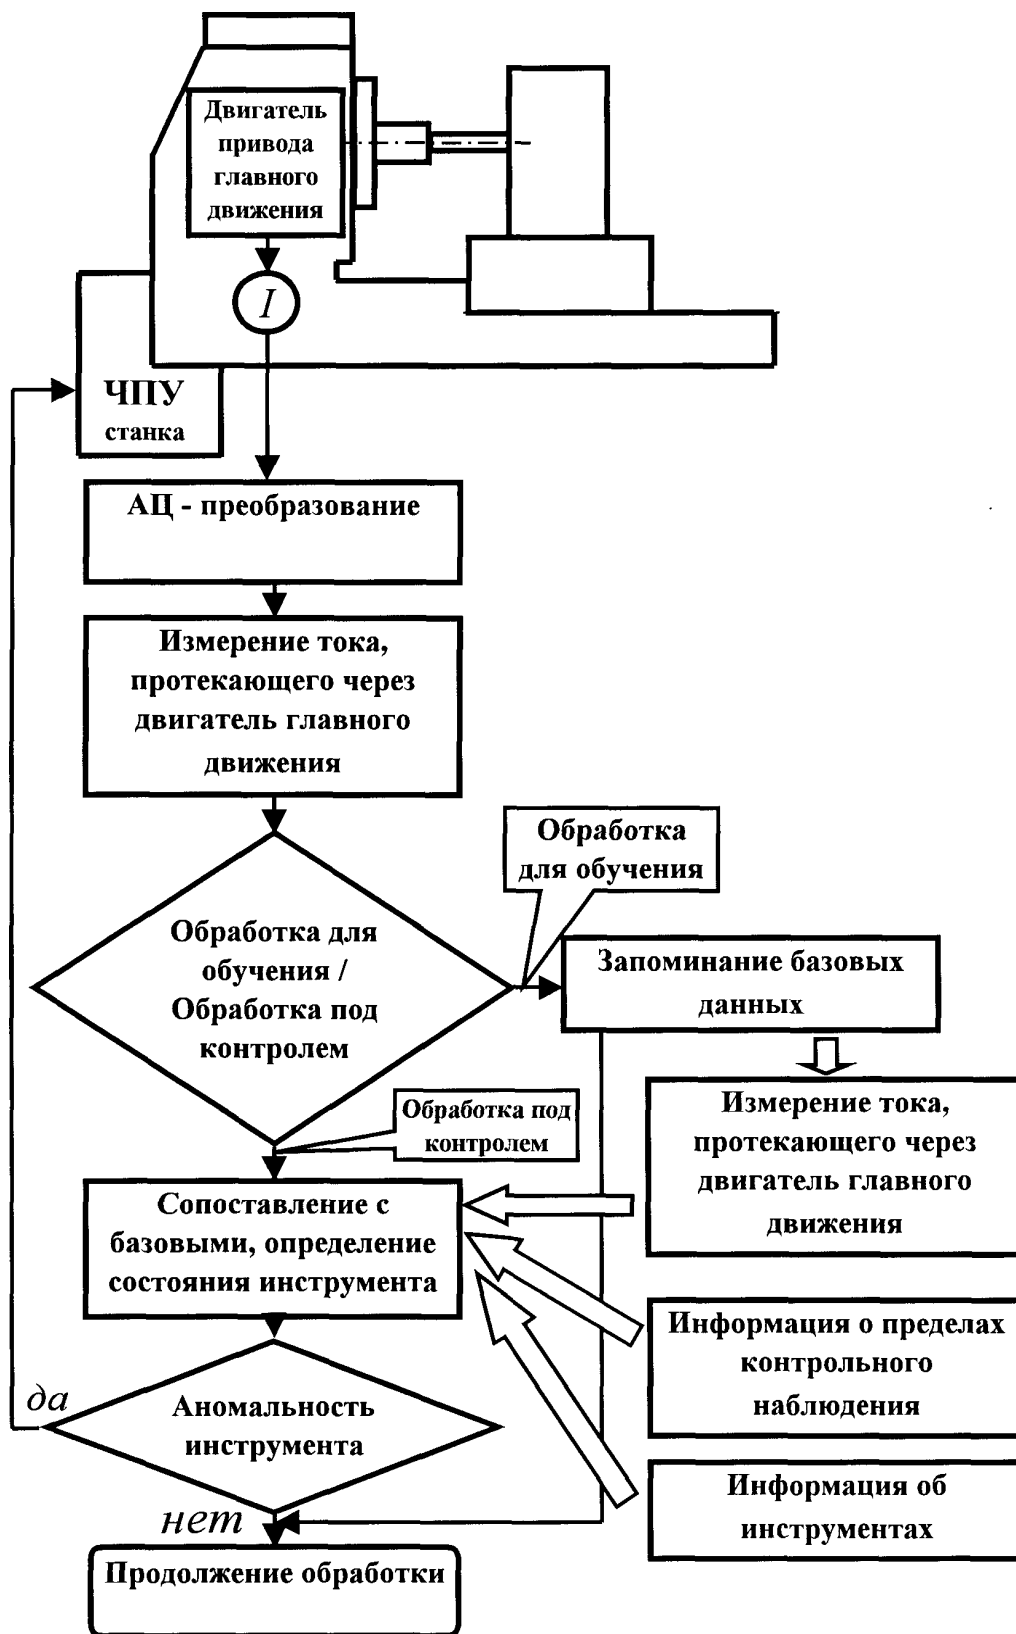 Двигатель
привода
главного
движения
I
ЧПУ
станка
АЦ - преобразование
Измерение тока,
протекающего через
двигатель главного
движения
Обработка
для обучения
Обработка для
обучения /
Обработка под
контролем
Запоминание базовых
данных
Обработка под
контролем
Измерение тока,
протекающего через
двигатель главного
движения
Сопоставление с
базовыми, определение
состояния инструмента
Информация о пределах
контрольного
наблюдения
да
Аномальность
инструмента
Информация об
инструментах
нет
Продолжение обработки